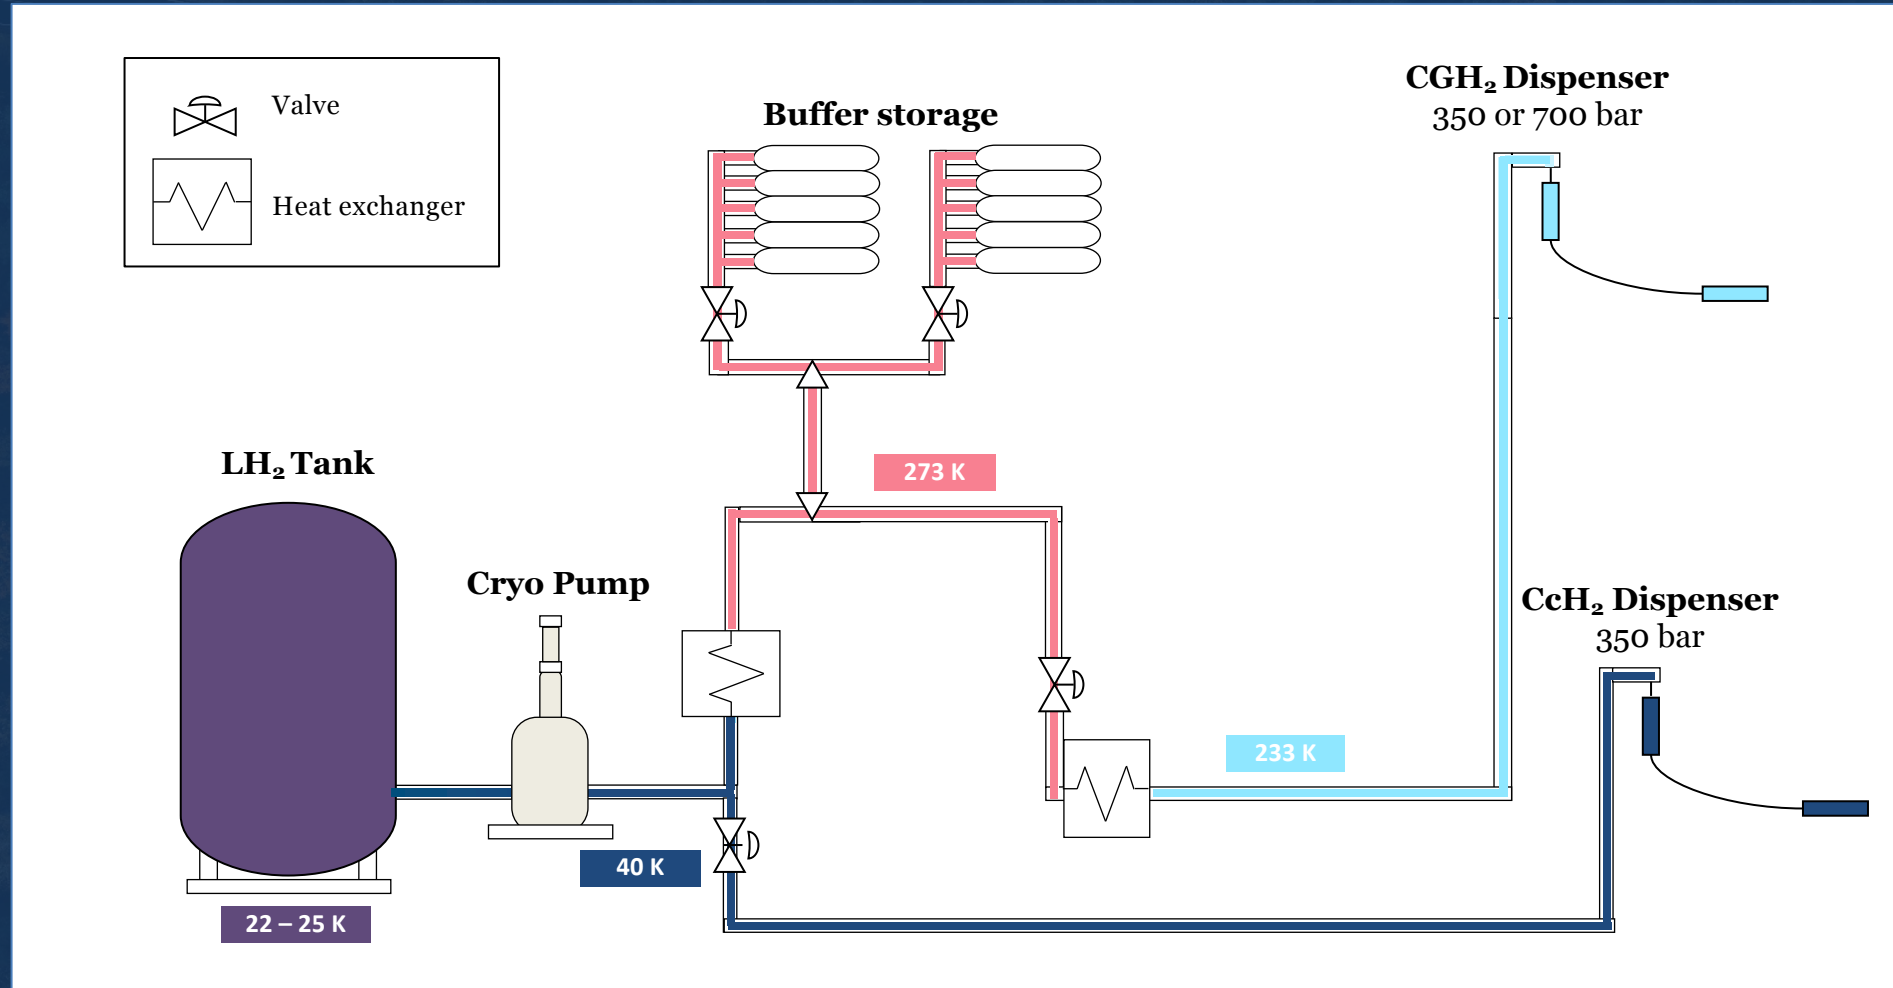 Valve
Heat exchanger
Buffer storage
CGH₂ Dispenser
350 or 700 bar
LH₂ Tank
273 K
Cryo Pump
CcH₂ Dispenser
350 bar
233 K
40 K
22 – 25 K